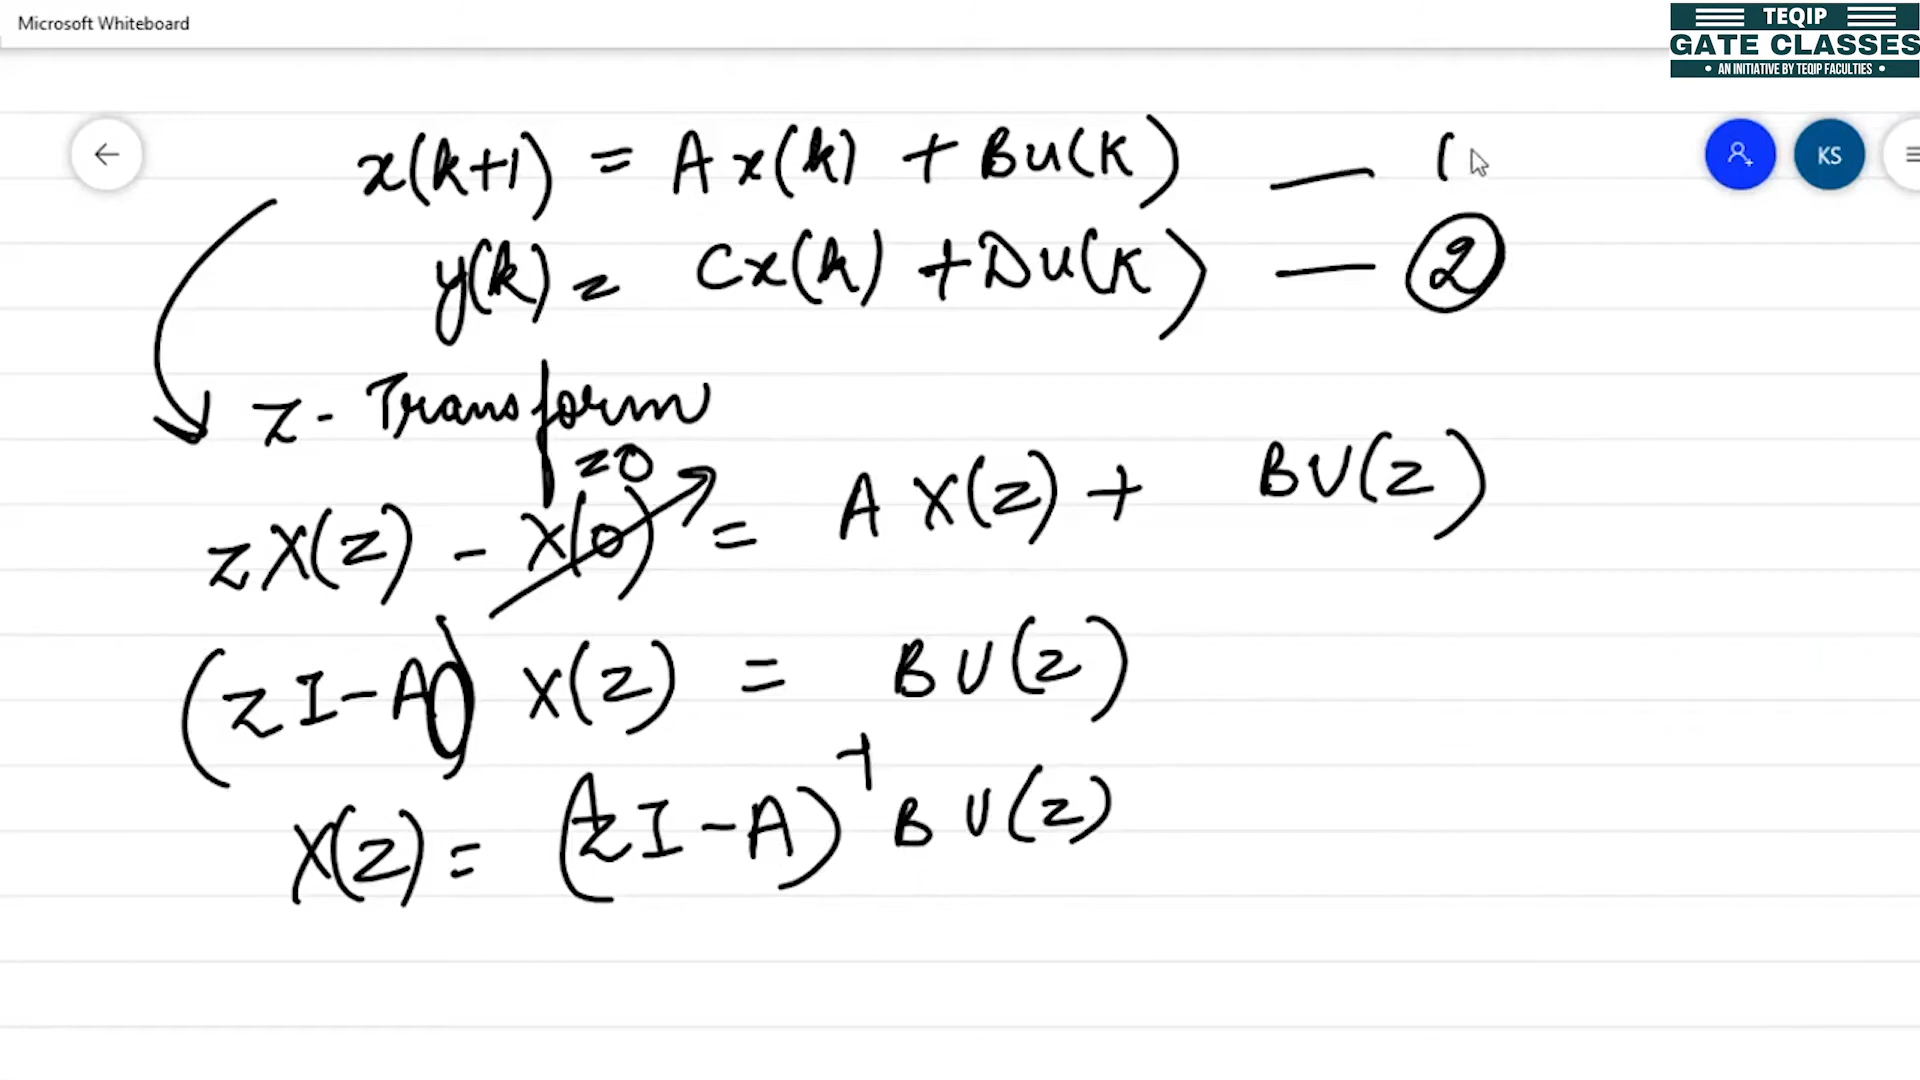 Microsoft Whiteboard
TEQIP
GATE CLASSES
• AN INITIATIVE BY TEQIP FACULTIES •
KS
x(k+1) = A x(k) + Bu(k) — (
y(k) = Cx(k) + Du(k) — 2
z - Transform
=0
zX(z) - X(0) = A X(z) + BU(z)
(zI-A) X(z) = BU(z)
X(z) = (zI-A)⁻¹ BU(z)